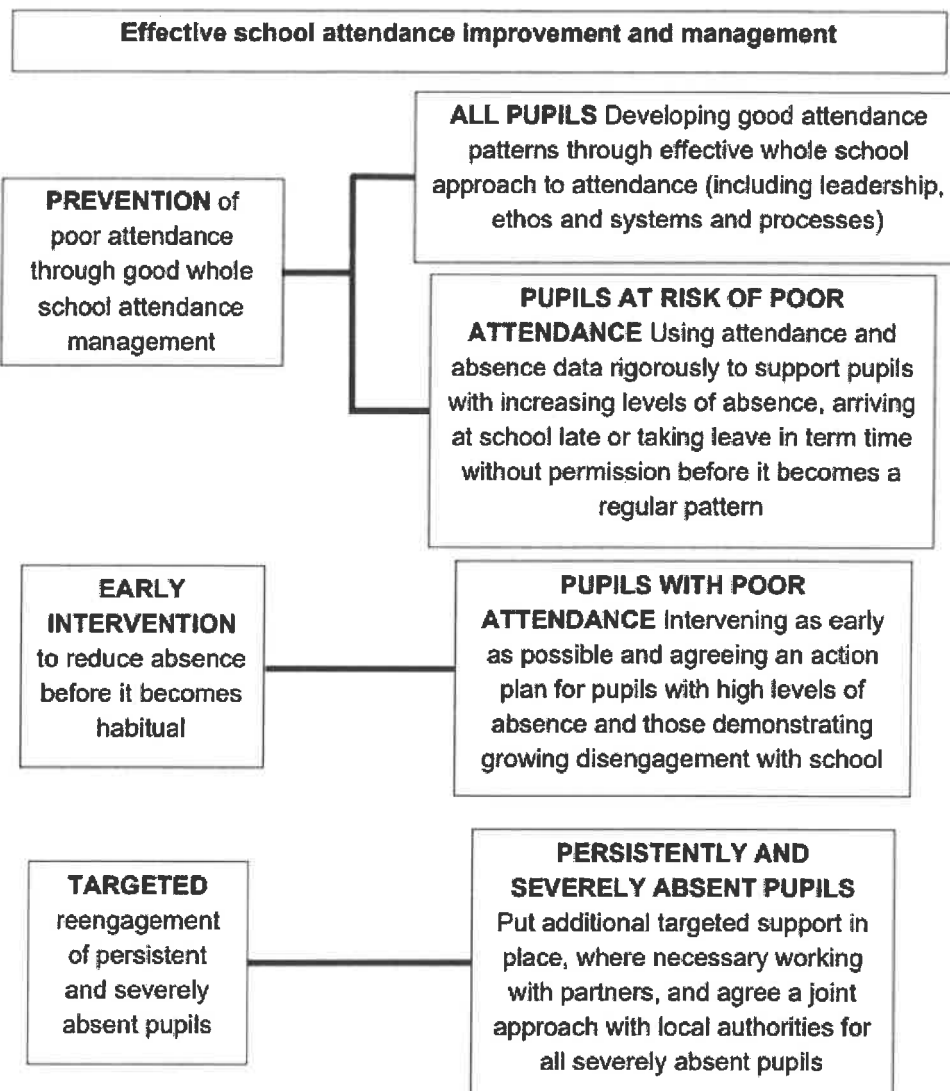 Effective school attendance improvement and management
PREVENTION of
poor attendance
through good whole
school attendance
management
ALL PUPILS Developing good attendance
patterns through effective whole school
approach to attendance (including leadership,
ethos and systems and processes)
PUPILS AT RISK OF POOR
ATTENDANCE Using attendance and
absence data rigorously to support pupils
with increasing levels of absence, arriving
at school late or taking leave in term time
without permission before it becomes a
regular pattern
EARLY
INTERVENTION
to reduce absence
before it becomes
habitual
PUPILS WITH POOR
ATTENDANCE Intervening as early
as possible and agreeing an action
plan for pupils with high levels of
absence and those demonstrating
growing disengagement with school
TARGETED
reengagement
of persistent
and severely
absent pupils
PERSISTENTLY AND
SEVERELY ABSENT PUPILS
Put additional targeted support in
place, where necessary working
with partners, and agree a joint
approach with local authorities for
all severely absent pupils